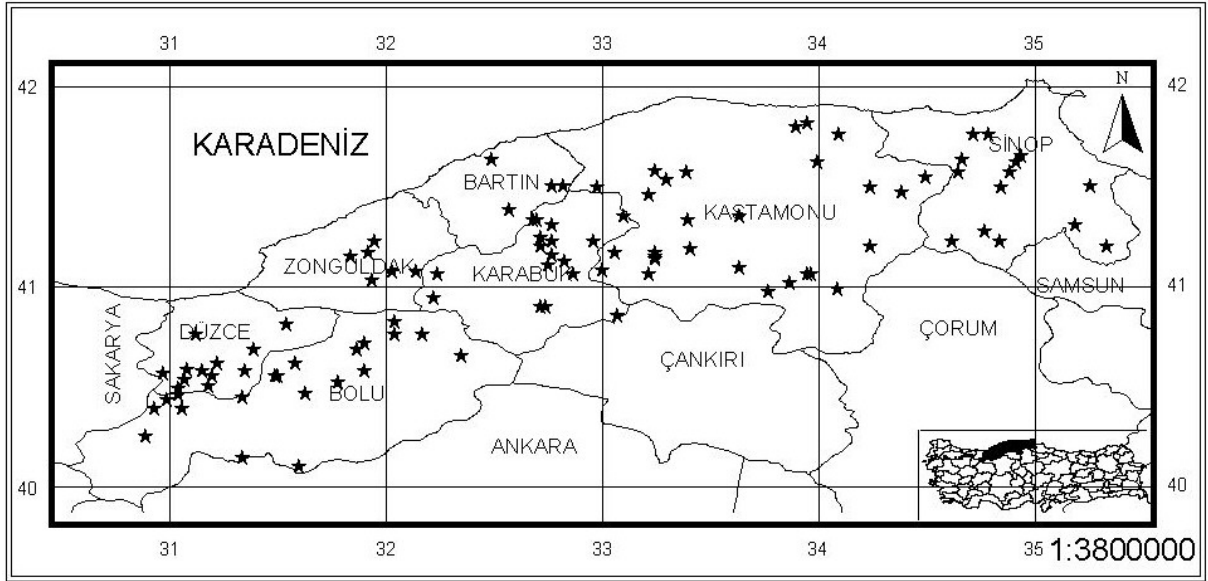 31 32 33 34 35
42 42
N
KARADENİZ
SİNOP
BARTIN
KASTAMONU
ZONGULDAK
KARABÜK
41 41
SAMSUN
DÜZCE
SAKARYA
ÇORUM
ÇANKIRI
BOLU
ANKARA
40 40
31 32 33 34 35
1:3800000